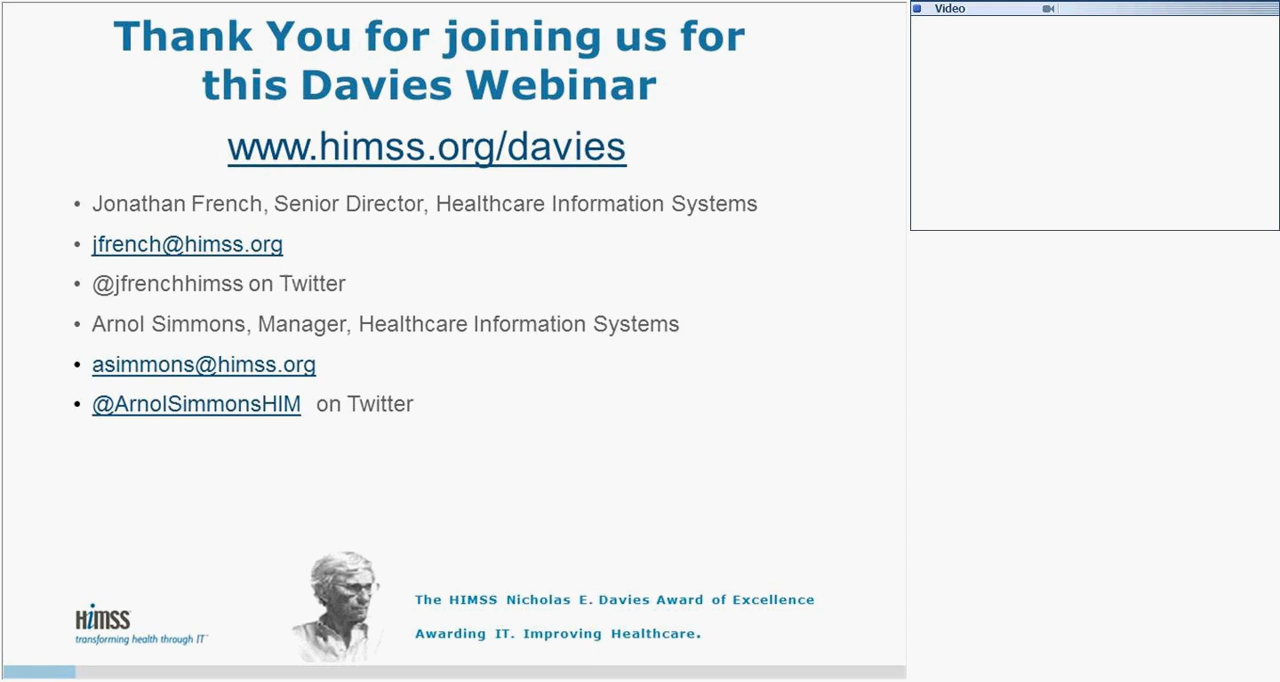 Video
Thank You for joining us for
this Davies Webinar
www.himss.org/davies
• Jonathan French, Senior Director, Healthcare Information Systems
• jfrench@himss.org
• @jfrenchhimss on Twitter
• Arnol Simmons, Manager, Healthcare Information Systems
• asimmons@himss.org
• @ArnolSimmonsHIM on Twitter
The HIMSS Nicholas E. Davies Award of Excellence
HiMSS
transforming health through IT™
Awarding IT. Improving Healthcare.